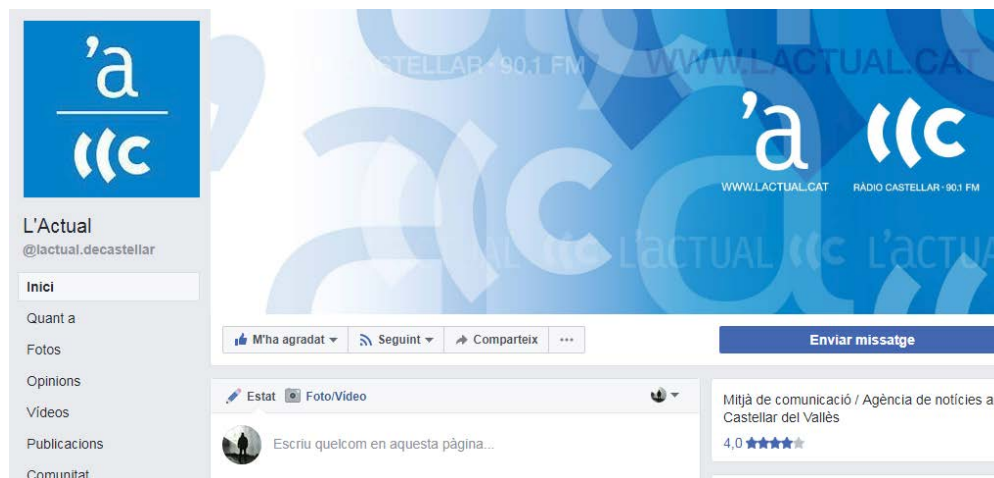 'a
((c
L'Actual
@lactual.decastellar
Inici
Quant a
Fotos
Opinions
Vídeos
Publicacions
Comunitat
CASTELLAR · 90.1 FM
WWW.LACTUAL.CAT
'a ((c
WWW.LACTUAL.CAT RÀDIO CASTELLAR · 90.1 FM
L'aCTUAL ((c L'aCTUA
M'ha agradat Seguint Comparteix ...
Enviar missatge
Estat Foto/Vídeo
Escriu quelcom en aquesta pàgina...
Mitjà de comunicació / Agència de notícies a
Castellar del Vallès
4,0